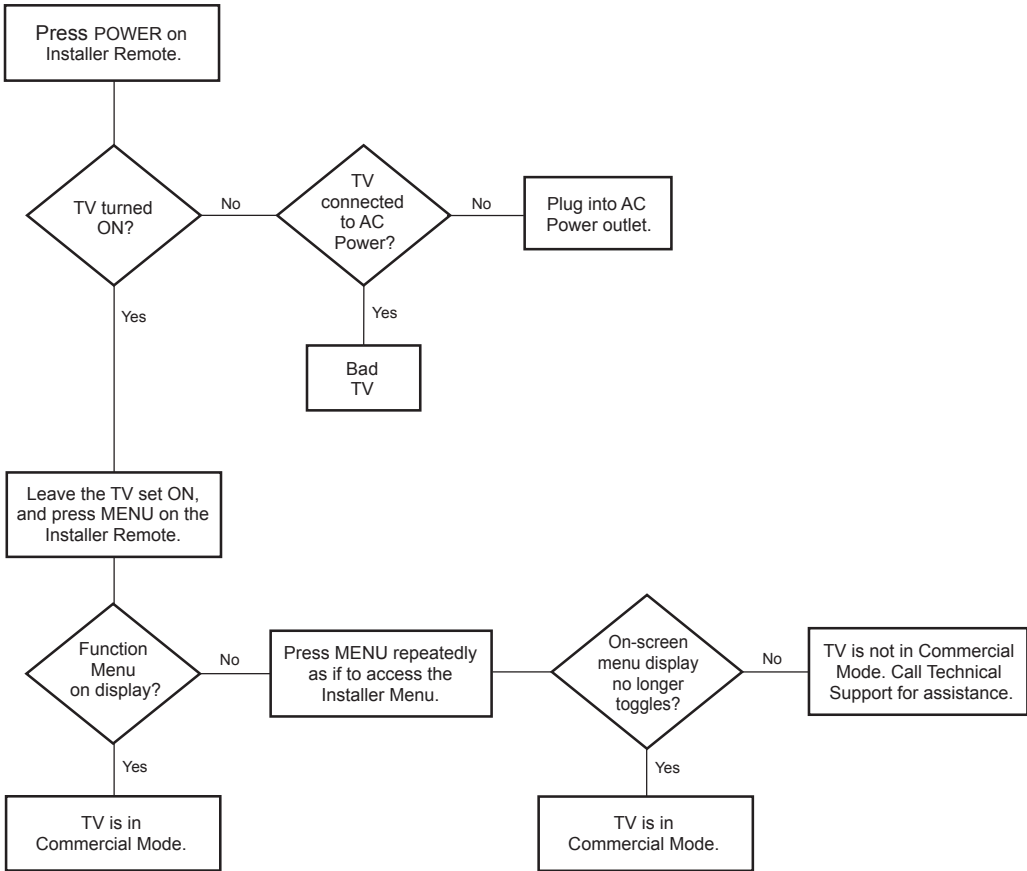 Press POWER on
Installer Remote.
TV turned
ON?
No
TV
connected
to AC
Power?
No
Plug into AC
Power outlet.
Yes
Yes
Bad
TV
Leave the TV set ON,
and press MENU on the
Installer Remote.
Function
Menu
on display?
No
Press MENU repeatedly
as if to access the
Installer Menu.
On-screen
menu display
no longer
toggles?
No
TV is not in Commercial
Mode. Call Technical
Support for assistance.
Yes
TV is in
Commercial Mode.
Yes
TV is in
Commercial Mode.